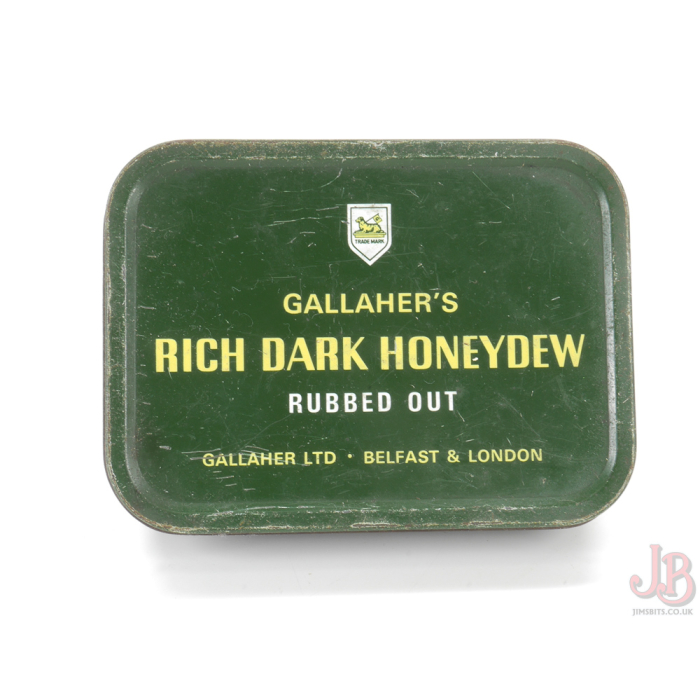 TRADE MARK
GALLAHER'S
RICH DARK HONEYDEW
RUBBED OUT
GALLAHER LTD · BELFAST & LONDON
JB
JIMSBITS.CO.UK